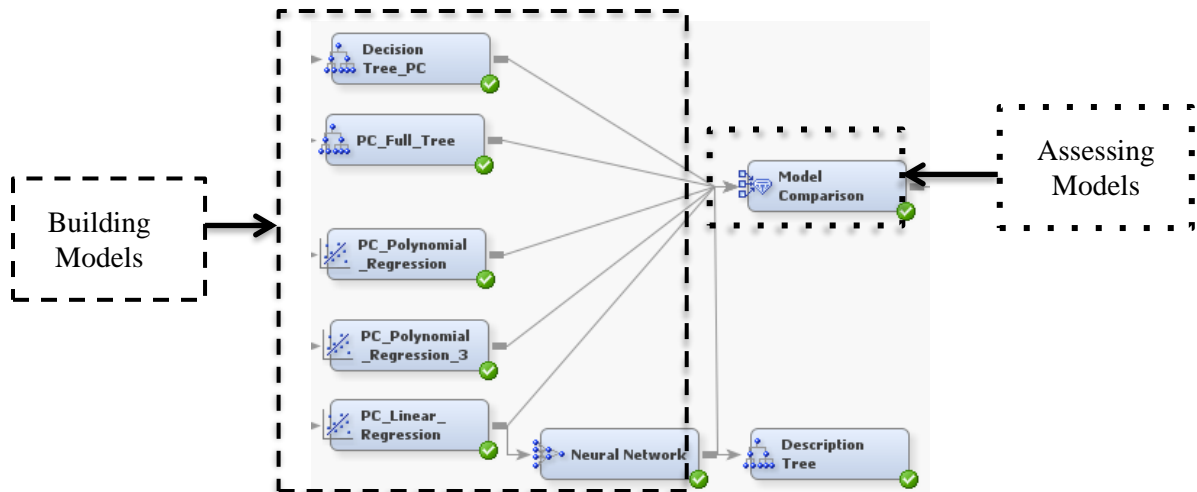 Building
Models
Decision
Tree_PC
PC_Full_Tree
PC_Polynomial
_Regression
PC_Polynomial
_Regression_3
PC_Linear_
Regression
Neural Network
Model
Comparison
Description
Tree
Assessing
Models